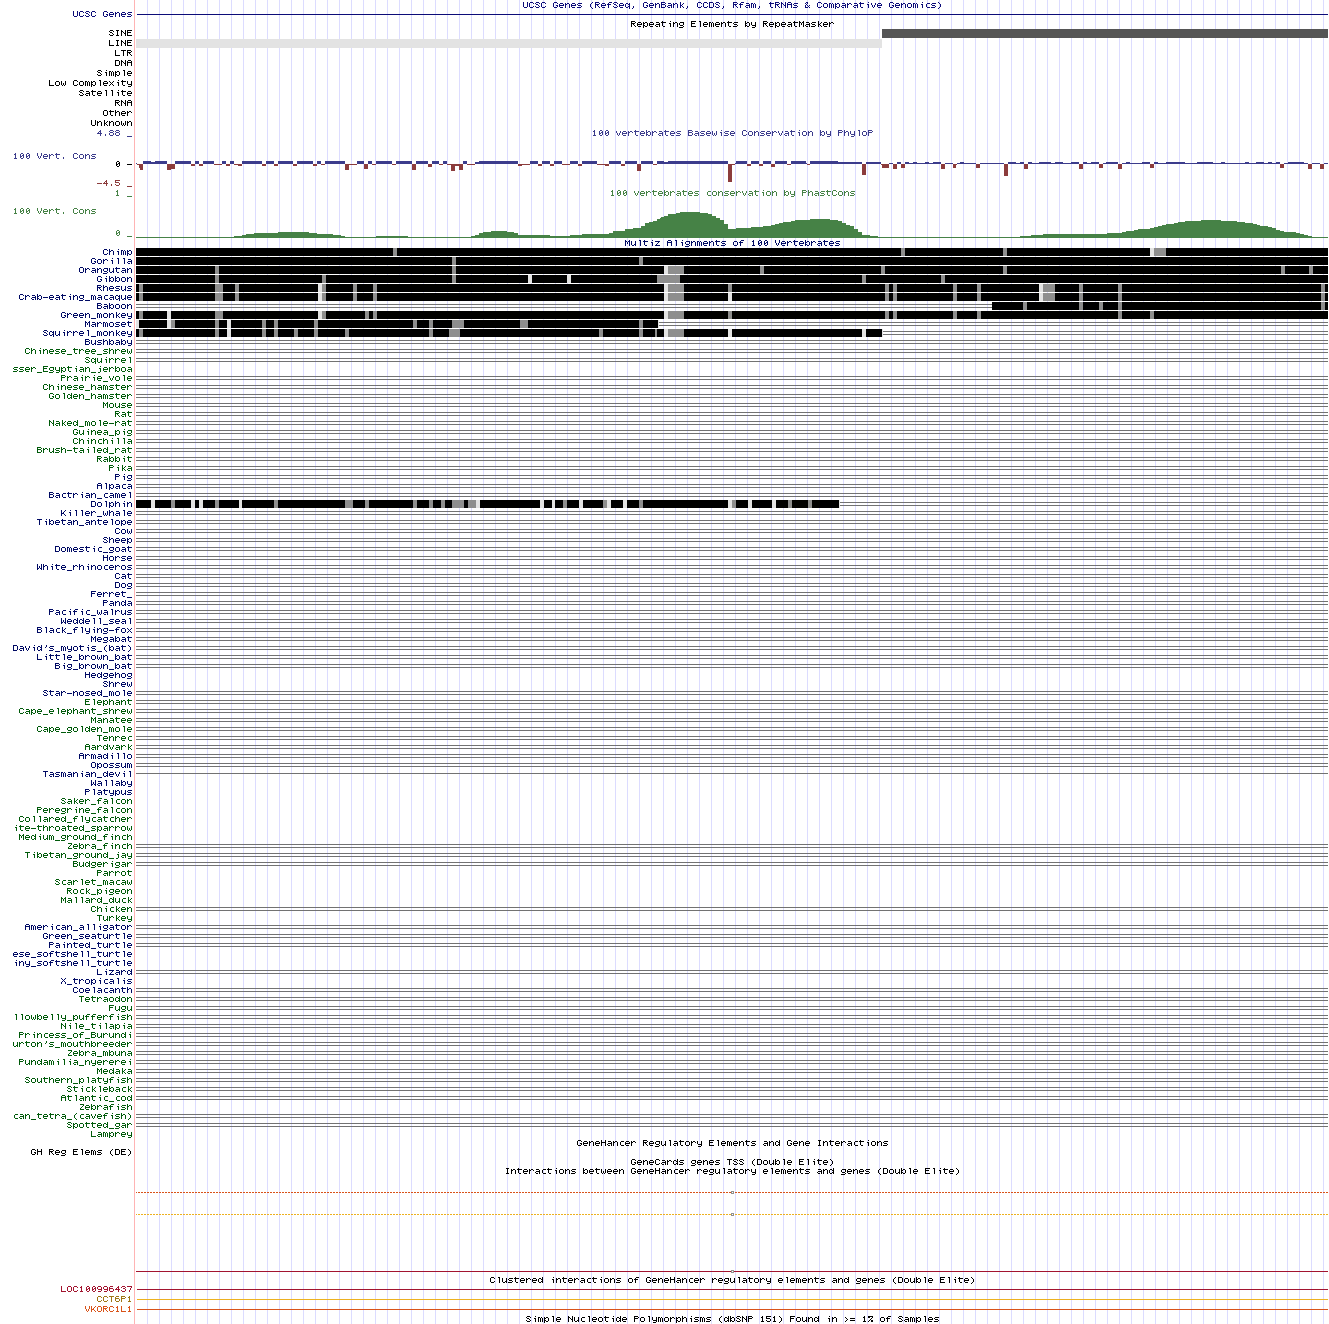 UCSC Genes (RefSeq, GenBank, CCDS, Rfam, tRNAs & Comparative Genomics)
UCSC Genes
Repeating Elements by RepeatMasker
SINE
LINE
LTR
DNA
Simple
Low Complexity
Satellite
RNA
Other
Unknown
4.88 _
100 vertebrates Basewise Conservation by PhyloP
100 Vert. Cons
0 _
-4.5 _
1 _
100 vertebrates conservation by PhastCons
100 Vert. Cons
0 _
Multiz Alignments of 100 Vertebrates
Chimp
Gorilla
Orangutan
Gibbon
Rhesus
Crab-eating_macaque
Baboon
Green_monkey
Marmoset
Squirrel_monkey
Bushbaby
Chinese_tree_shrew
Squirrel
sser_Egyptian_jerboa
Prairie_vole
Chinese_hamster
Golden_hamster
Mouse
Rat
Naked_mole-rat
Guinea_pig
Chinchilla
Brush-tailed_rat
Rabbit
Pika
Pig
Alpaca
Bactrian_camel
Dolphin
Killer_whale
Tibetan_antelope
Cow
Sheep
Domestic_goat
Horse
White_rhinoceros
Cat
Dog
Ferret_
Panda
Pacific_walrus
Weddell_seal
Black_flying-fox
Megabat
David's_myotis_(bat)
Little_brown_bat
Big_brown_bat
Hedgehog
Shrew
Star-nosed_mole
Elephant
Cape_elephant_shrew
Manatee
Cape_golden_mole
Tenrec
Aardvark
Armadillo
Opossum
Tasmanian_devil
Wallaby
Platypus
Saker_falcon
Peregrine_falcon
Collared_flycatcher
ite-throated_sparrow
Medium_ground_finch
Zebra_finch
Tibetan_ground_jay
Budgerigar
Parrot
Scarlet_macaw
Rock_pigeon
Mallard_duck
Chicken
Turkey
American_alligator
Green_seaturtle
Painted_turtle
ese_softshell_turtle
iny_softshell_turtle
Lizard
X_tropicalis
Coelacanth
Tetraodon
Fugu
llowbelly_pufferfish
Nile_tilapia
Princess_of_Burundi
urton's_mouthbreeder
Zebra_mbuna
Pundamilia_nyererei
Medaka
Southern_platyfish
Stickleback
Atlantic_cod
Zebrafish
can_tetra_(cavefish)
Spotted_gar
Lamprey
GeneHancer Regulatory Elements and Gene Interactions
GH Reg Elems (DE)
GeneCards genes TSS (Double Elite)
Interactions between GeneHancer regulatory elements and genes (Double Elite)
Clustered interactions of GeneHancer regulatory elements and genes (Double Elite)
LOC100996437
CCT6P1
VKORC1L1
Simple Nucleotide Polymorphisms (dbSNP 151) Found in >= 1% of Samples